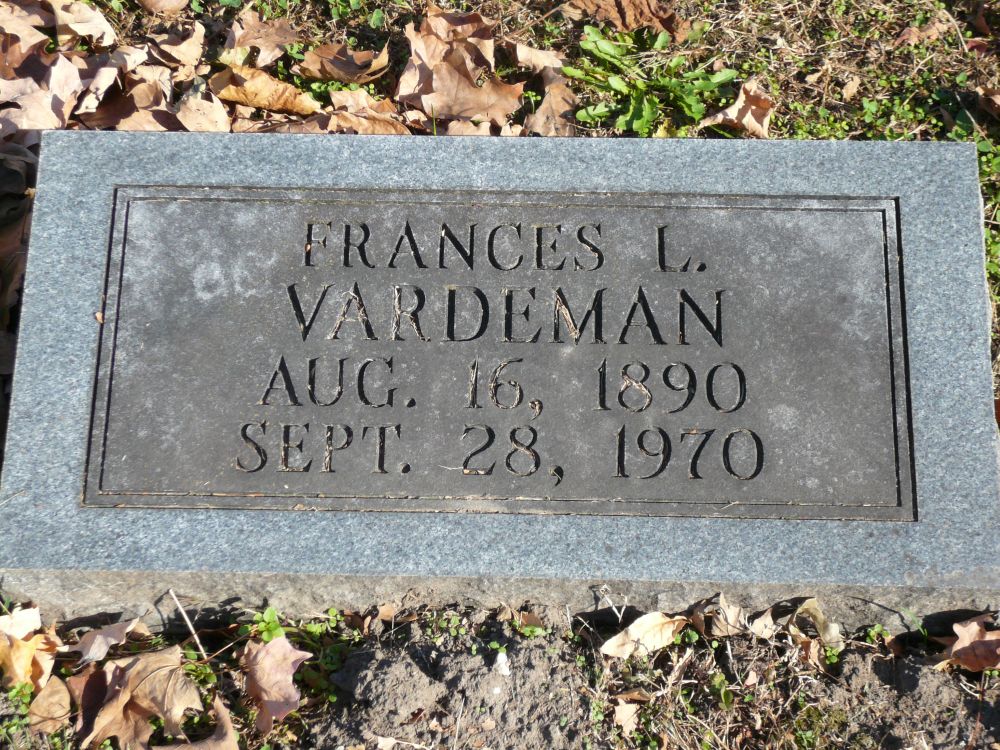 FRANCES L.
VARDEMAN
AUG. 16, 1890
SEPT. 28, 1970